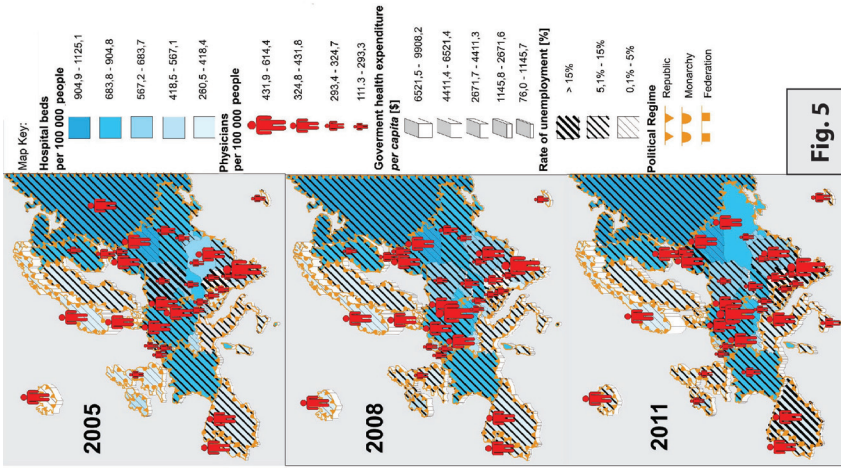 2005
2008
2011
Map Key:
Hospital beds
per 100 000 people
904,9 - 1125,1
683,8 - 904,8
567,2 - 683,7
418,5 - 567,1
260,5 - 418,4
Physicians
per 100 000 people
431,9 - 614,4
324,8 - 431,8
293,4 - 324,7
111,3 - 293,3
Goverment health expenditure
per capita [$]
6521,5 - 9908,2
4411,4 - 6521,4
2671,7 - 4411,3
1145,8 - 2671,6
76,0 - 1145,7
Rate of unemployment [%]
> 15%
5,1% - 15%
0,1% - 5%
Political Regime
Republic
Monarchy
Federation
Fig. 5